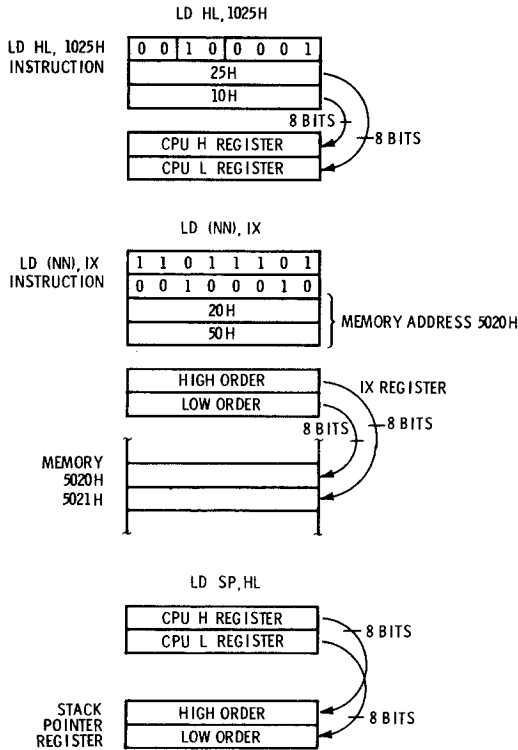 LD HL, 1025H
LD HL, 1025H
INSTRUCTION
0 0 1 0 0 0 0 1
25H
10H
8 BITS
8 BITS
CPU H REGISTER
CPU L REGISTER
LD (NN), IX
LD (NN), IX
INSTRUCTION
1 1 0 1 1 1 0 1
0 0 1 0 0 0 1 0
20H
50H
MEMORY ADDRESS 5020H
HIGH ORDER
LOW ORDER
IX REGISTER
8 BITS
8 BITS
MEMORY
5020H
5021H
LD SP, HL
CPU H REGISTER
CPU L REGISTER
8 BITS
STACK
POINTER
REGISTER
HIGH ORDER
LOW ORDER
8 BITS